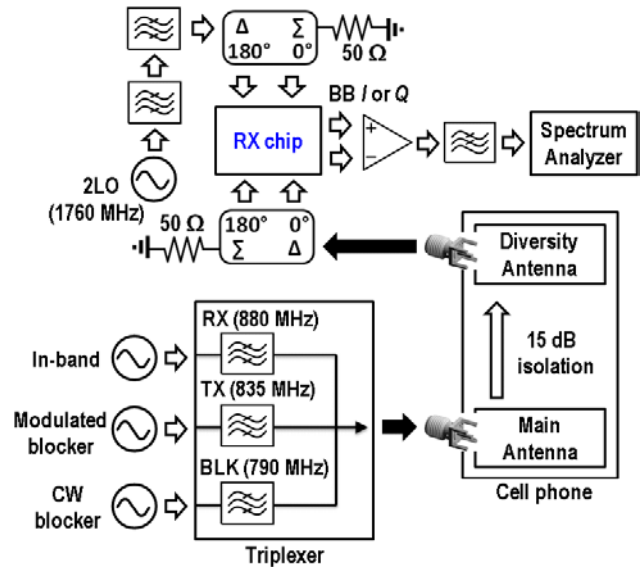 Δ Σ
180° 0°
50 Ω
BB I or Q
RX chip
+
−
Spectrum
Analyzer
2LO
(1760 MHz)
50 Ω
180° 0°
Σ Δ
Diversity
Antenna
15 dB
isolation
Main
Antenna
Cell phone
RX (880 MHz)
In-band
TX (835 MHz)
Modulated
blocker
BLK (790 MHz)
CW
blocker
Triplexer